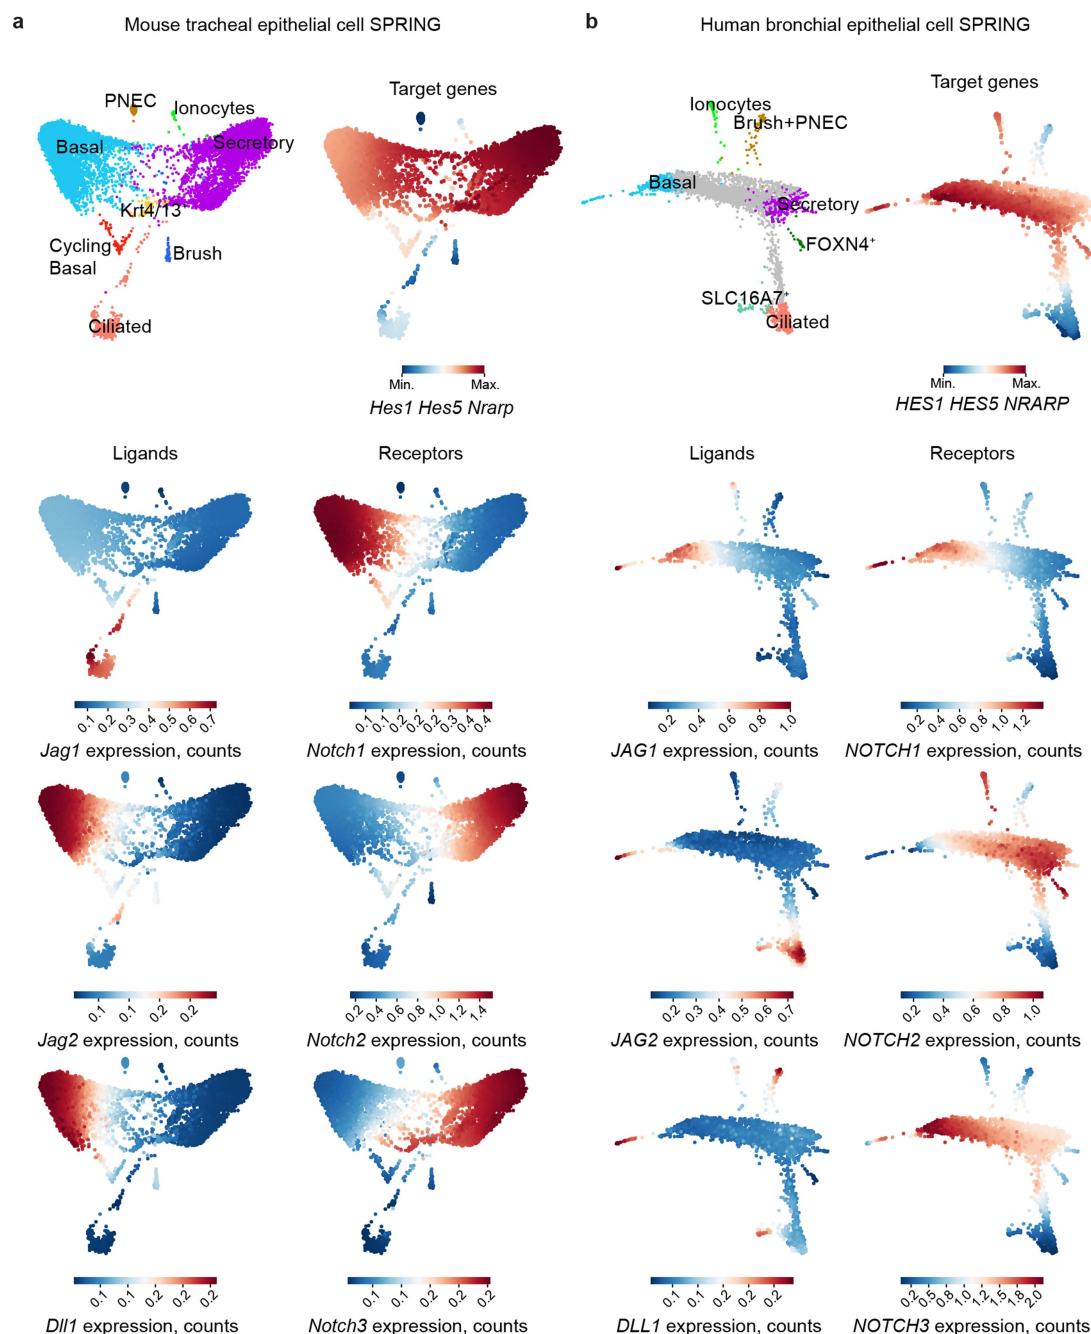 a
Mouse tracheal epithelial cell SPRING
PNEC
Ionocytes
Basal
Secretory
Krt4/13
Cycling
Basal
Brush
Ciliated
Target genes
Min. Max.
Hes1 Hes5 Nrarp
b
Human bronchial epithelial cell SPRING
Ionocytes
Brush+PNEC
Basal
Secretory
FOXN4⁺
SLC16A7⁺
Ciliated
Target genes
Min. Max.
HES1 HES5 NRARP
Ligands
0.1 0.2 0.3 0.4 0.5 0.6 0.7
Jag1 expression, counts
Receptors
0.1 0.1 0.2 0.2 0.3 0.4 0.4
Notch1 expression, counts
Ligands
0.2 0.4 0.6 0.8 1.0
JAG1 expression, counts
Receptors
0.2 0.4 0.6 0.8 1.0 1.2
NOTCH1 expression, counts
0.1 0.1 0.2 0.2
Jag2 expression, counts
0.2 0.4 0.6 0.8 1.0 1.2 1.4
Notch2 expression, counts
0.2 0.3 0.4 0.5 0.6 0.7
JAG2 expression, counts
0.2 0.4 0.6 0.8 1.0
NOTCH2 expression, counts
0.1 0.1 0.2 0.2 0.2
Dll1 expression, counts
0.1 0.1 0.2 0.2 0.2
Notch3 expression, counts
0.1 0.1 0.2 0.2 0.2
DLL1 expression, counts
0.2 0.5 0.8 1.0 1.2 1.5 1.8 2.0
NOTCH3 expression, counts